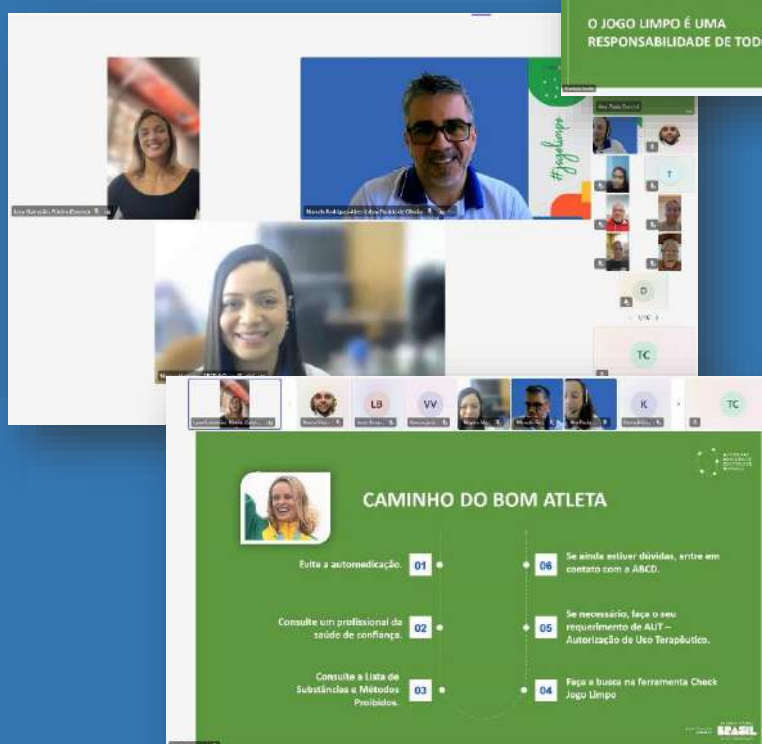 O JOGO LIMPO É UMA
RESPONSABILIDADE DE TOD
#jogolimpo
T
D
TC
LB
VV
K
TC
CAMINHO DO BOM ATLETA
Evite a automedicação. 01
Consulte um profissional da
saúde de confiança. 02
Consulte a Lista de
Substâncias e Métodos
Proibidos. 03
06 Se ainda estiver dúvidas, entre em
contato com a ABCD.
05 Se necessário, faça o seu
requerimento de AUT –
Autorização de Uso Terapêutico.
04 Faça a busca na ferramenta Check
Jogo Limpo
BRASIL